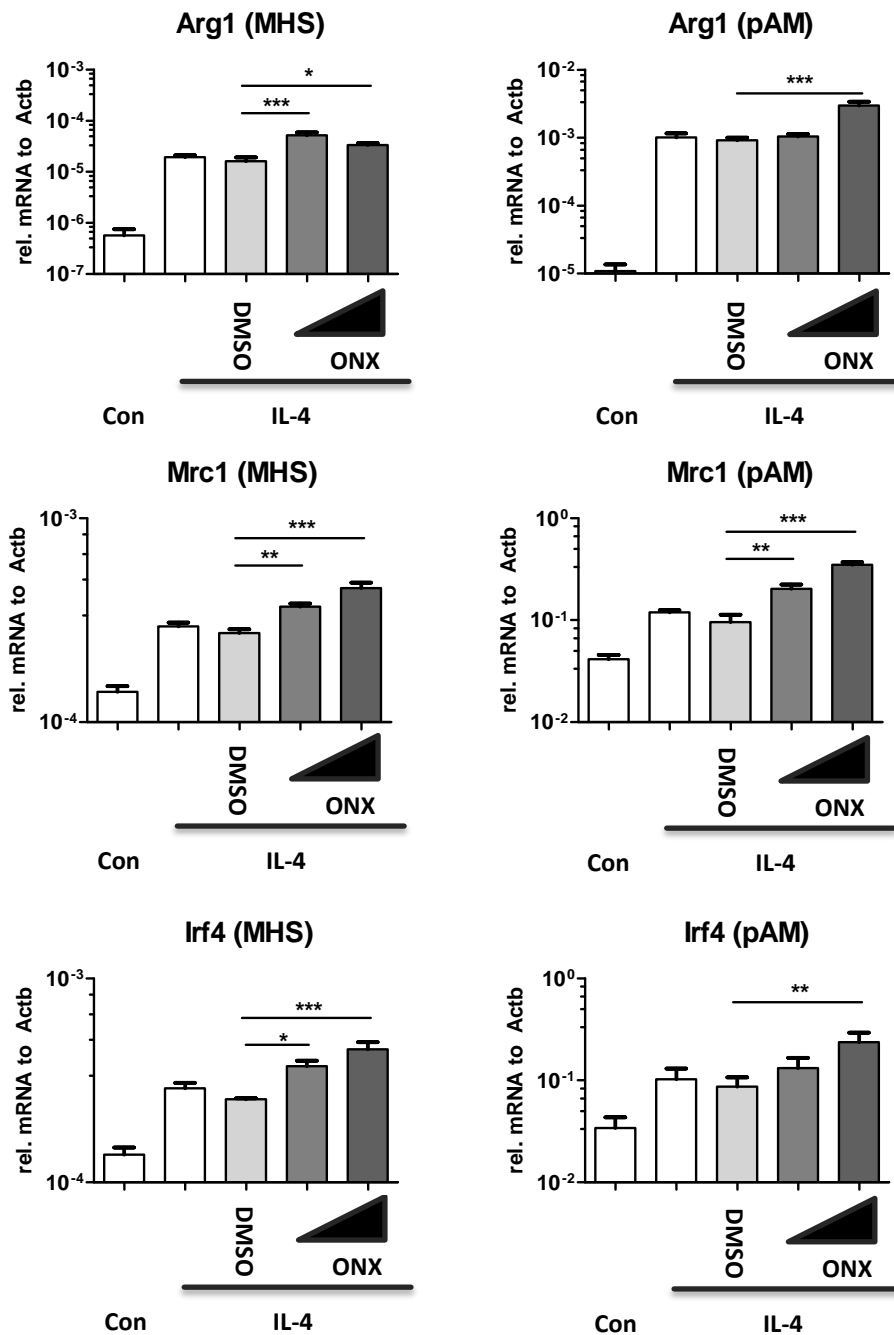 Arg1 (MHS)
rel. mRNA to Actb
10-3
10-4
10-5
10-6
10-7
*
***
DMSO
ONX
Con
IL-4
Arg1 (pAM)
rel. mRNA to Actb
10-2
10-3
10-4
10-5
***
DMSO
ONX
Con
IL-4
Mrc1 (MHS)
rel. mRNA to Actb
10-3
10-4
***
**
DMSO
ONX
Con
IL-4
Mrc1 (pAM)
rel. mRNA to Actb
100
10-1
10-2
***
**
DMSO
ONX
Con
IL-4
Irf4 (MHS)
rel. mRNA to Actb
10-3
10-4
***
*
DMSO
ONX
Con
IL-4
Irf4 (pAM)
rel. mRNA to Actb
100
10-1
10-2
**
DMSO
ONX
Con
IL-4